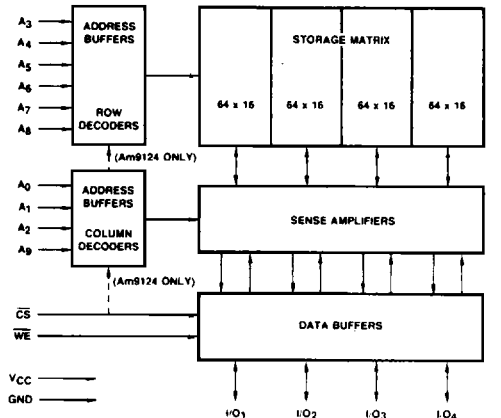 A3
A4
A5
A6
A7
A8
ADDRESS
BUFFERS
ROW
DECODERS
STORAGE MATRIX
64 x 16
64 x 16
64 x 16
64 x 16
(Am9124 ONLY)
A0
A1
A2
A9
ADDRESS
BUFFERS
COLUMN
DECODERS
SENSE AMPLIFIERS
(Am9124 ONLY)
CS
WE
DATA BUFFERS
VCC
GND
I/O1
I/O2
I/O3
I/O4